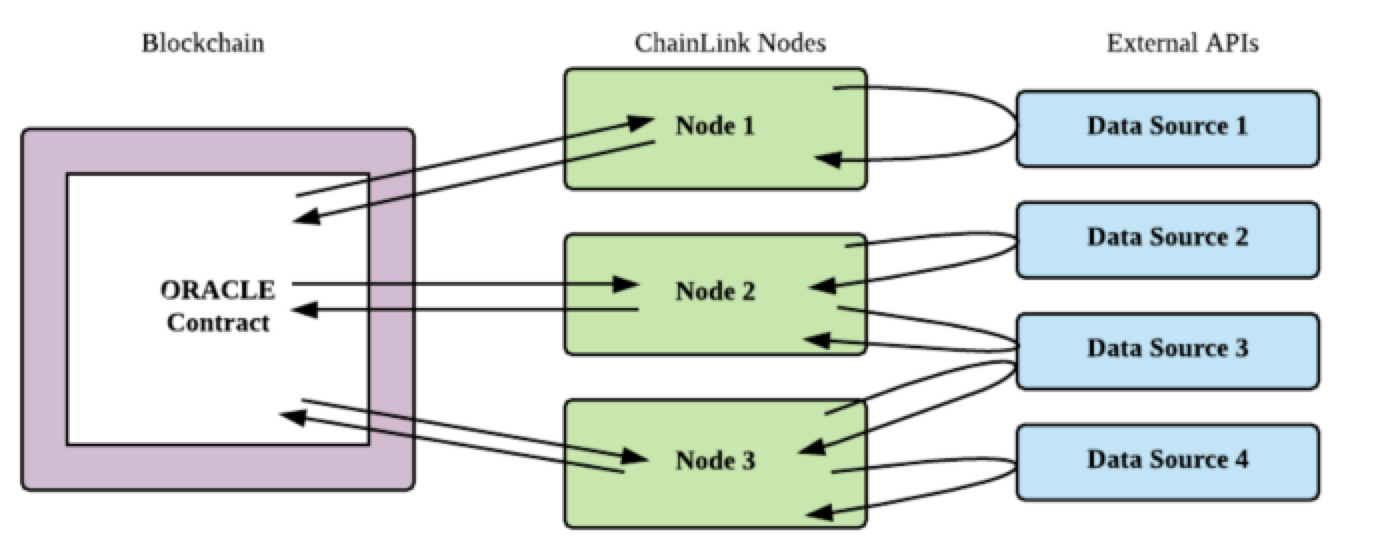 Blockchain
ChainLink Nodes
External APIs
Node 1
Data Source 1
Data Source 2
ORACLE
Contract
Node 2
Data Source 3
Node 3
Data Source 4